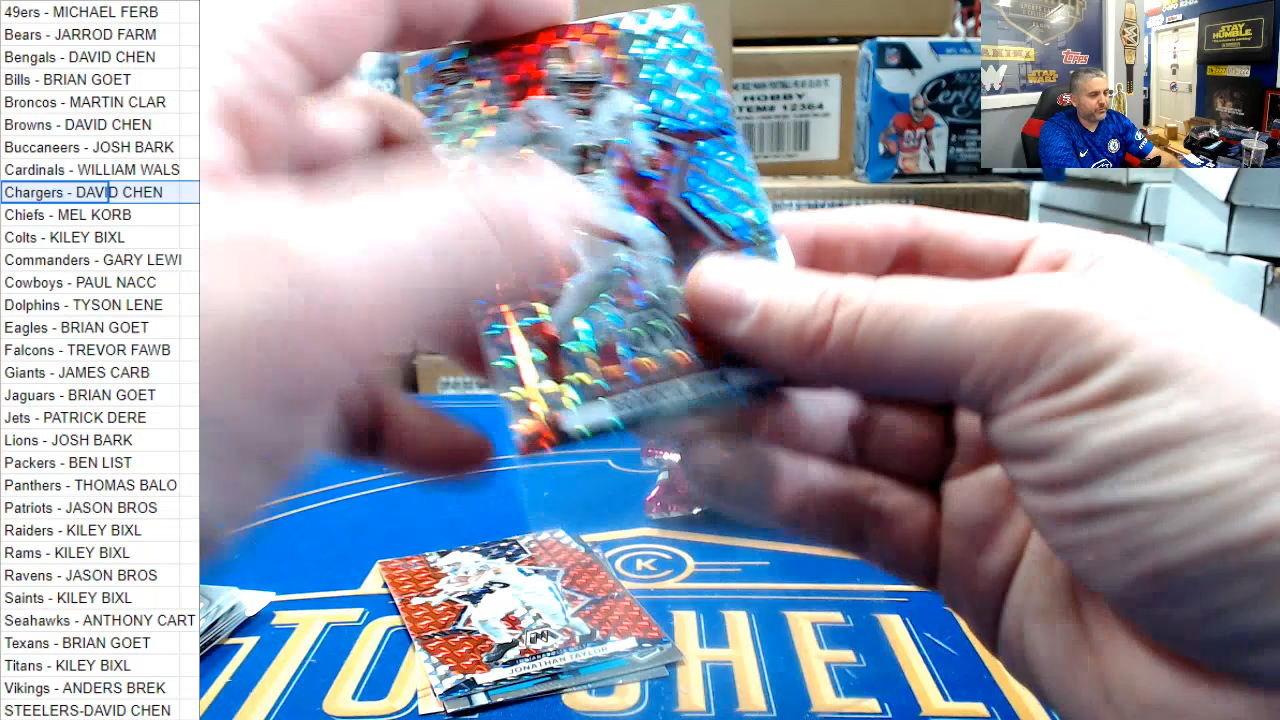 49ers - MICHAEL FERB
Bears - JARROD FARM
Bengals - DAVID CHEN
Bills - BRIAN GOET
Broncos - MARTIN CLAR
Browns - DAVID CHEN
Buccaneers - JOSH BARK
Cardinals - WILLIAM WALS
Chargers - DAVID CHEN
Chiefs - MEL KORB
Colts - KILEY BIXL
Commanders - GARY LEWI
Cowboys - PAUL NACC
Dolphins - TYSON LENE
Eagles - BRIAN GOET
Falcons - TREVOR FAWB
Giants - JAMES CARB
Jaguars - BRIAN GOET
Jets - PATRICK DERE
Lions - JOSH BARK
Packers - BEN LIST
Panthers - THOMAS BALO
Patriots - JASON BROS
Raiders - KILEY BIXL
Rams - KILEY BIXL
Ravens - JASON BROS
Saints - KILEY BIXL
Seahawks - ANTHONY CART
Texans - BRIAN GOET
Titans - KILEY BIXL
Vikings - ANDERS BREK
STEELERS-DAVID CHEN
HOBBY
Certified
Topps
STAR
WARS
STAY
HUMBLE
K
JONATHAN TAYLOR
TO SHEL